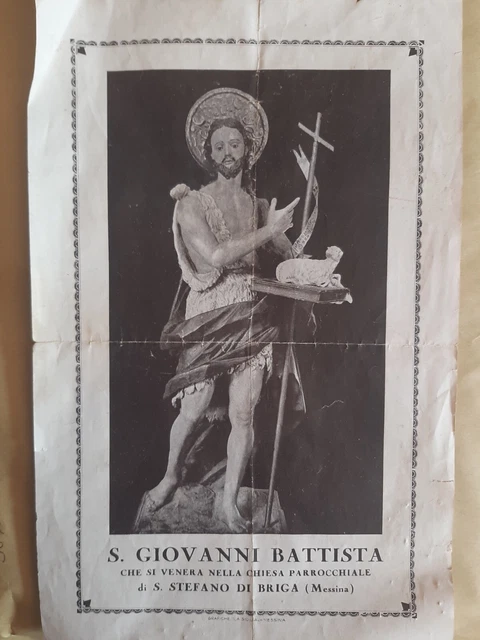 S. GIOVANNI BATTISTA
CHE SI VENERA NELLA CHIESA PARROCCHIALE
di S. STEFANO DI BRIGA (Messina)